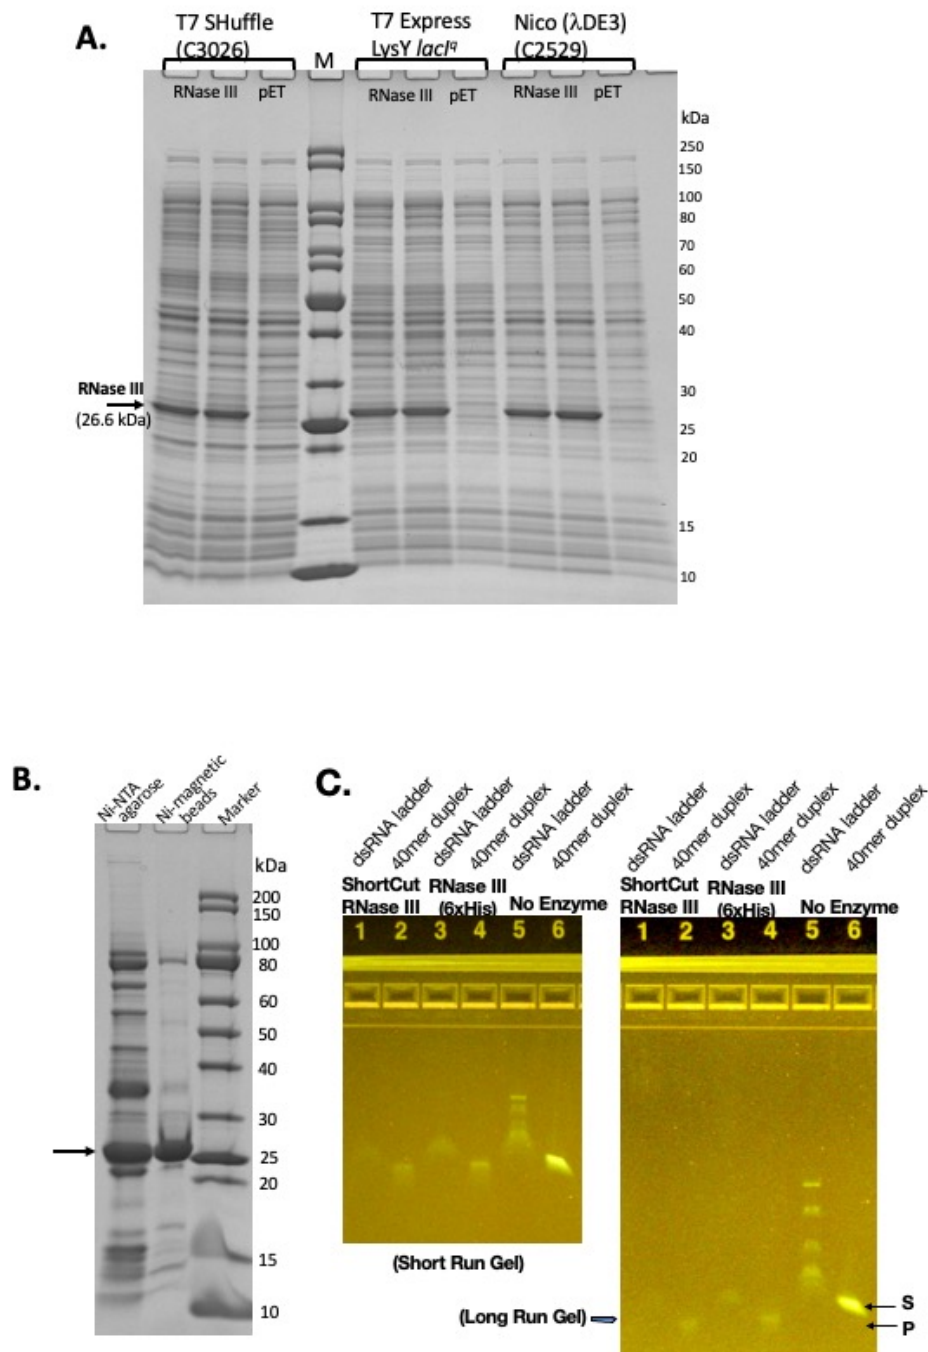 A.
T7 SHuffle
(C3026)
M
T7 Express
LysY lacIq
Nico (λDE3)
(C2529)
RNase III
pET
RNase III
pET
RNase III
pET
kDa
250
150
100
80
70
60
50
40
30
25
20
15
10
RNase III
(26.6 kDa)
B.
Ni-NTA
agarose
Ni-magnetic
beads
Marker
kDa
200
150
100
80
60
50
40
30
25
20
15
10
C.
dsRNA ladder
40mer duplex
dsRNA ladder
40mer duplex
dsRNA ladder
40mer duplex
ShortCut
RNase III
RNase III
(6xHis)
No Enzyme
1 2 3 4 5 6
(Short Run Gel)
dsRNA ladder
40mer duplex
dsRNA ladder
40mer duplex
dsRNA ladder
40mer duplex
ShortCut
RNase III
RNase III
(6xHis)
No Enzyme
1 2 3 4 5 6
(Long Run Gel)
S
P